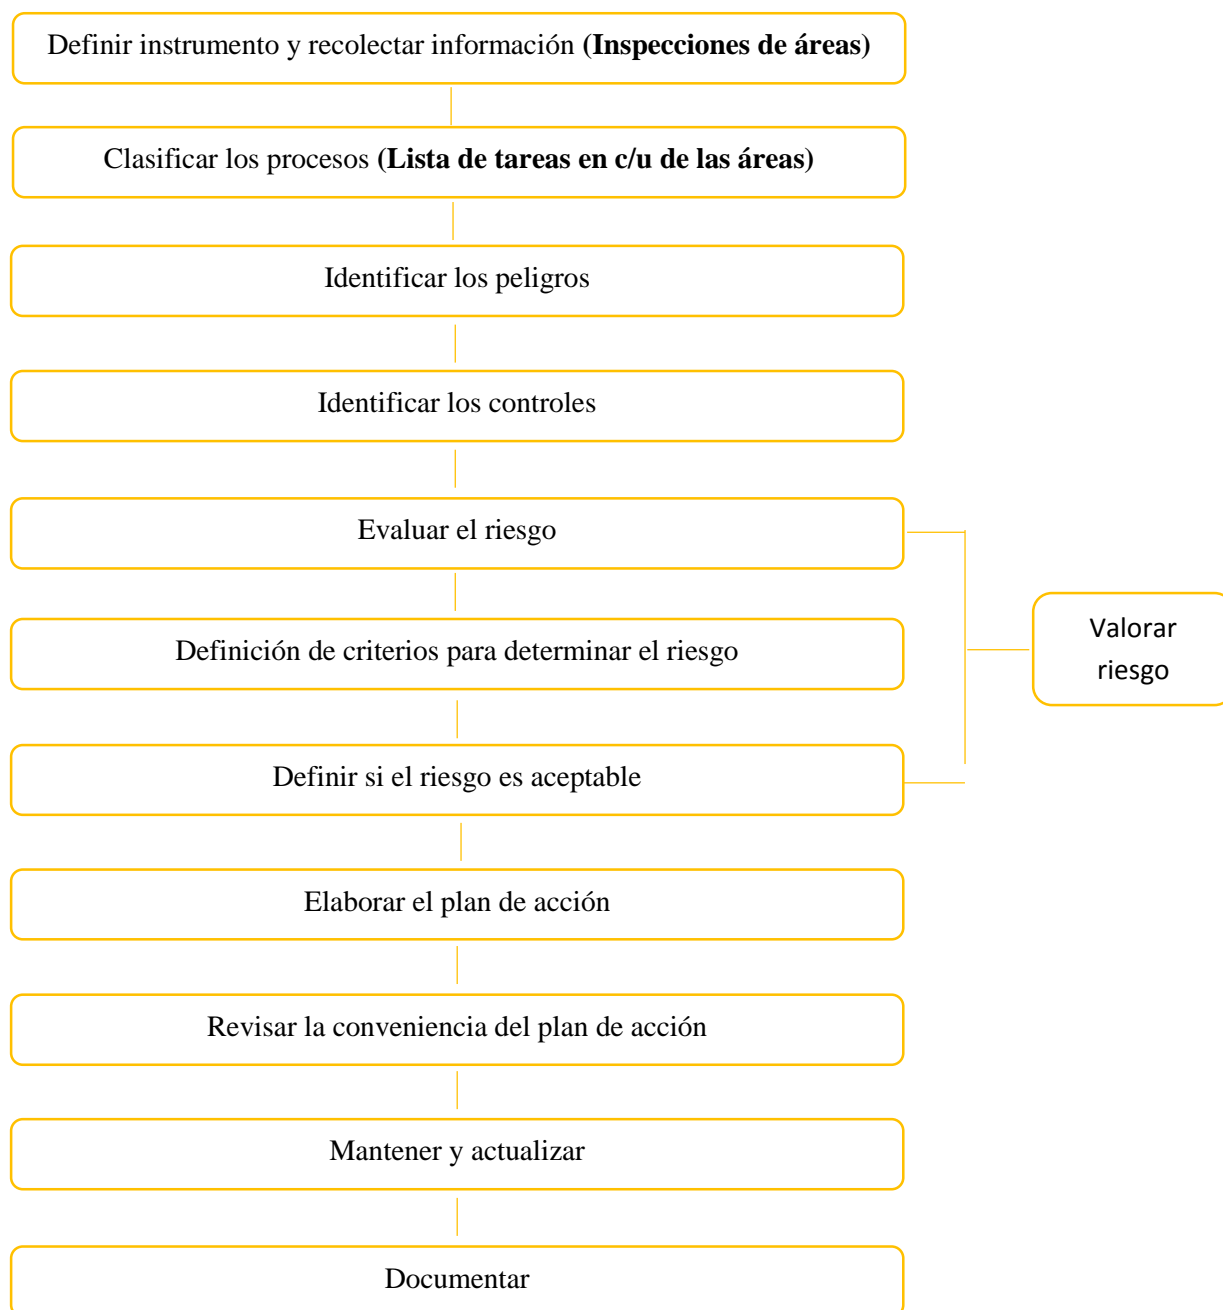 Definir instrumento y recolectar información (Inspecciones de áreas)
Clasificar los procesos (Lista de tareas en c/u de las áreas)
Identificar los peligros
Identificar los controles
Evaluar el riesgo
Definición de criterios para determinar el riesgo
Valorar
riesgo
Definir si el riesgo es aceptable
Elaborar el plan de acción
Revisar la conveniencia del plan de acción
Mantener y actualizar
Documentar